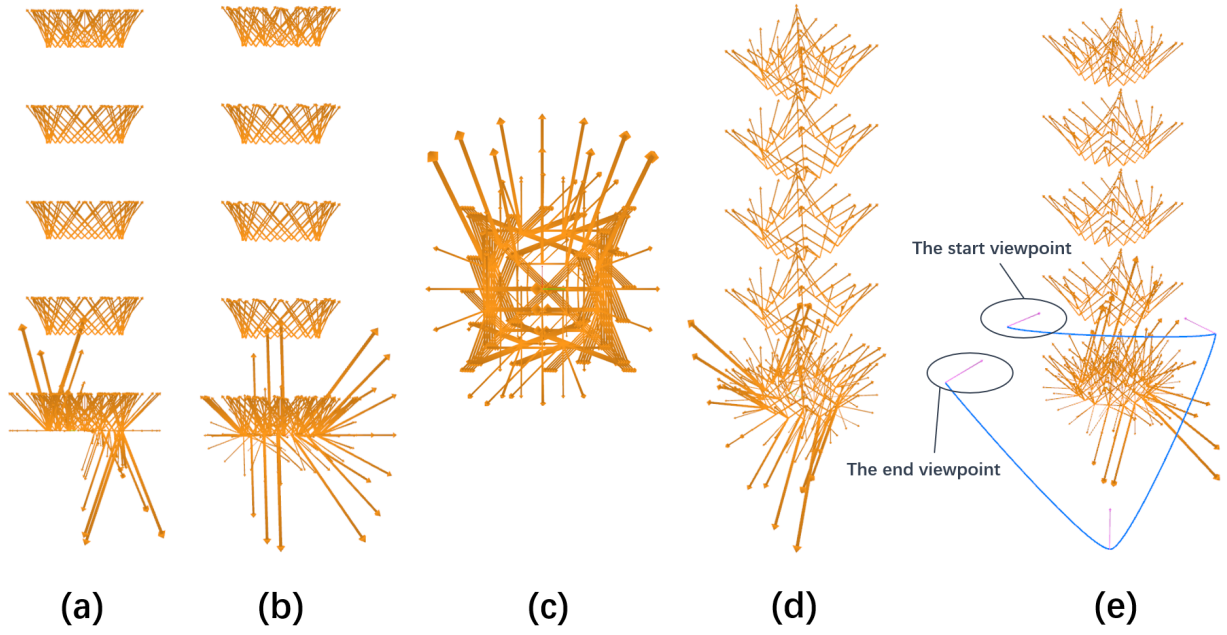 The start viewpoint
The end viewpoint
(a) (b) (c) (d) (e)